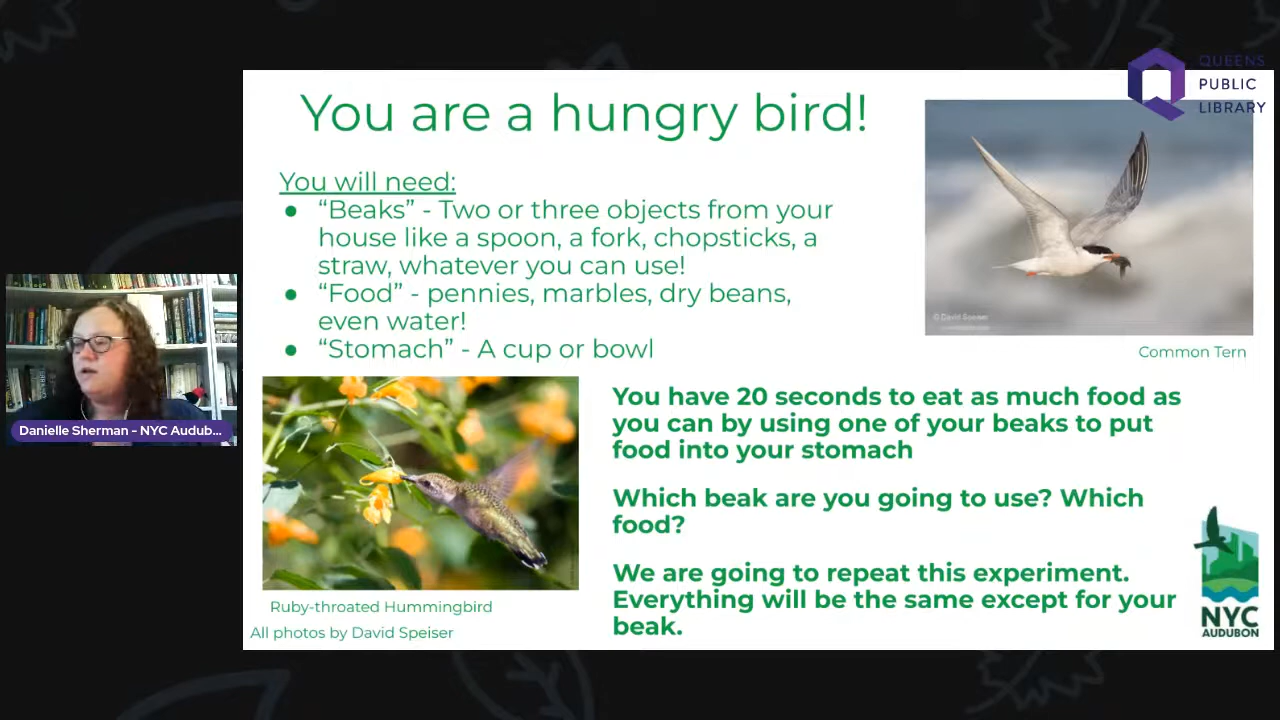 QUEENS
PUBLIC
LIBRARY
You are a hungry bird!
You will need:
● “Beaks” - Two or three objects from your
house like a spoon, a fork, chopsticks, a
straw, whatever you can use!
● “Food” - pennies, marbles, dry beans,
even water!
● “Stomach” - A cup or bowl
© David Speiser
Common Tern
You have 20 seconds to eat as much food as
you can by using one of your beaks to put
food into your stomach
Which beak are you going to use? Which
food?
We are going to repeat this experiment.
Everything will be the same except for your
beak.
Danielle Sherman - NYC Audub...
Ruby-throated Hummingbird
All photos by David Speiser
NYC
AUDUBON